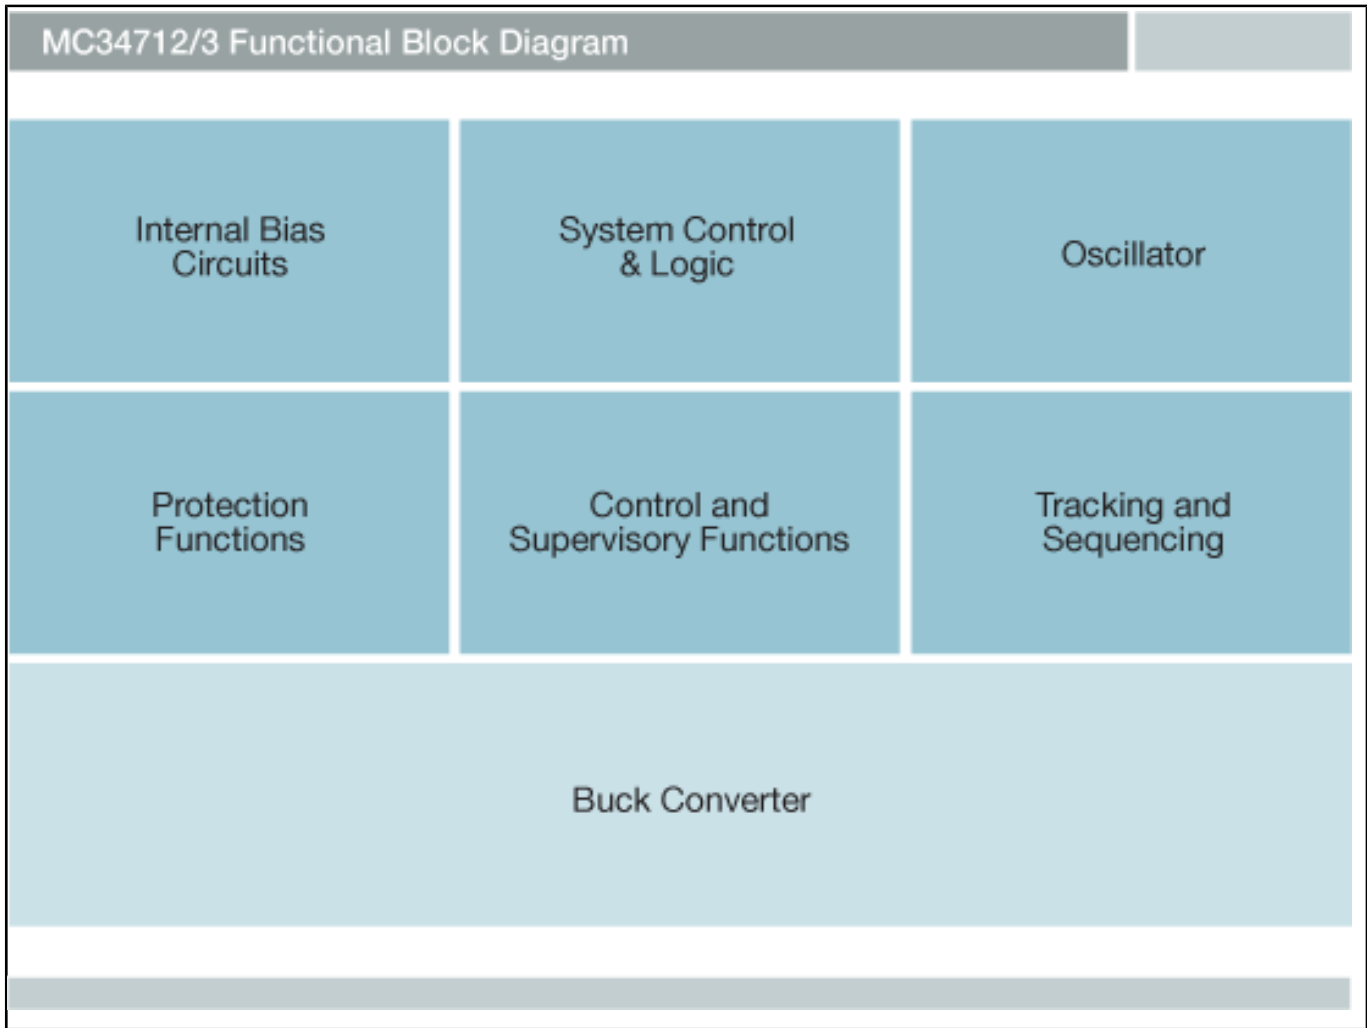 MC34712/3 Functional Block Diagram
Internal Bias
Circuits
System Control
& Logic
Oscillator
Protection
Functions
Control and
Supervisory Functions
Tracking and
Sequencing
Buck Converter